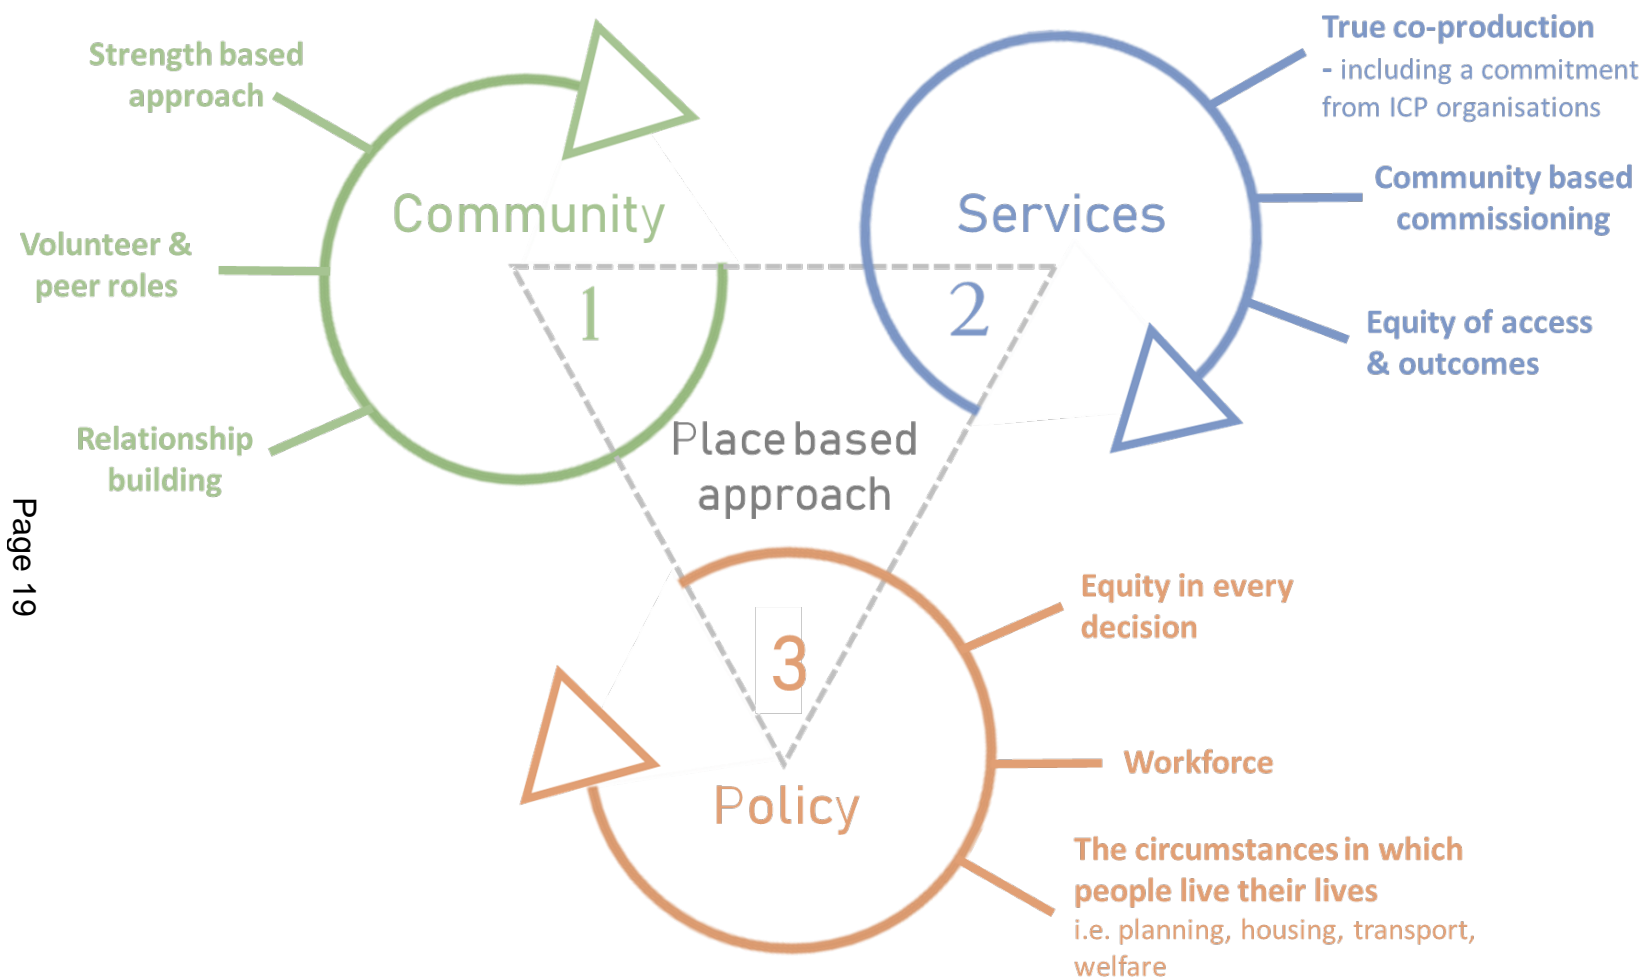 Strength based
approach
Volunteer &
peer roles
Relationship
building
Community
1
Services
2
True co-production
- including a commitment
from ICP organisations
Community based
commissioning
Equity of access
& outcomes
Place based
approach
3
Policy
Equity in every
decision
Workforce
The circumstances in which
people live their lives
i.e. planning, housing, transport,
welfare
Page 19